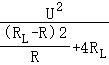 U²
(R_L-R)2
R
+4R_L